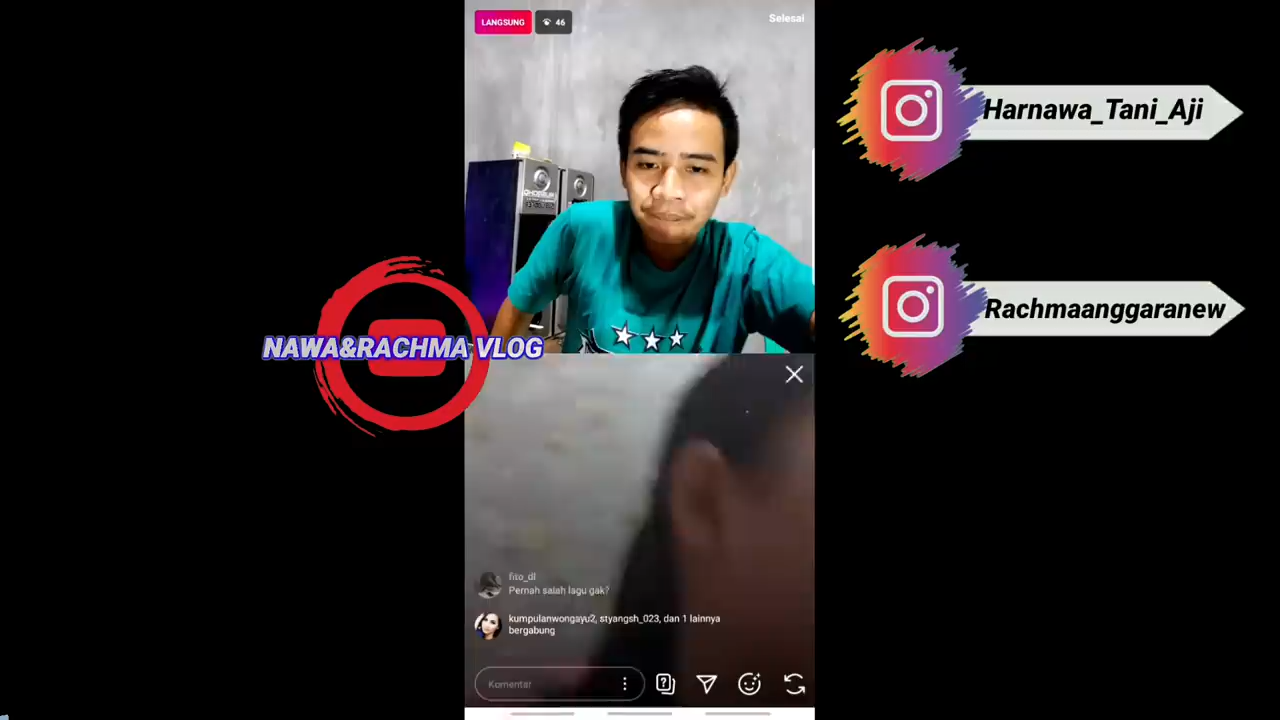 LANGSUNG
46
Selesai
Harnawa_Tani_Aji
Rachmaanggaranew
NAWA&RACHMA VLOG
fito_dl
Pernah salah lagu gak?
kumpulanwongayu2, styangsh_023, dan 1 lainnya
bergabung
Komentar